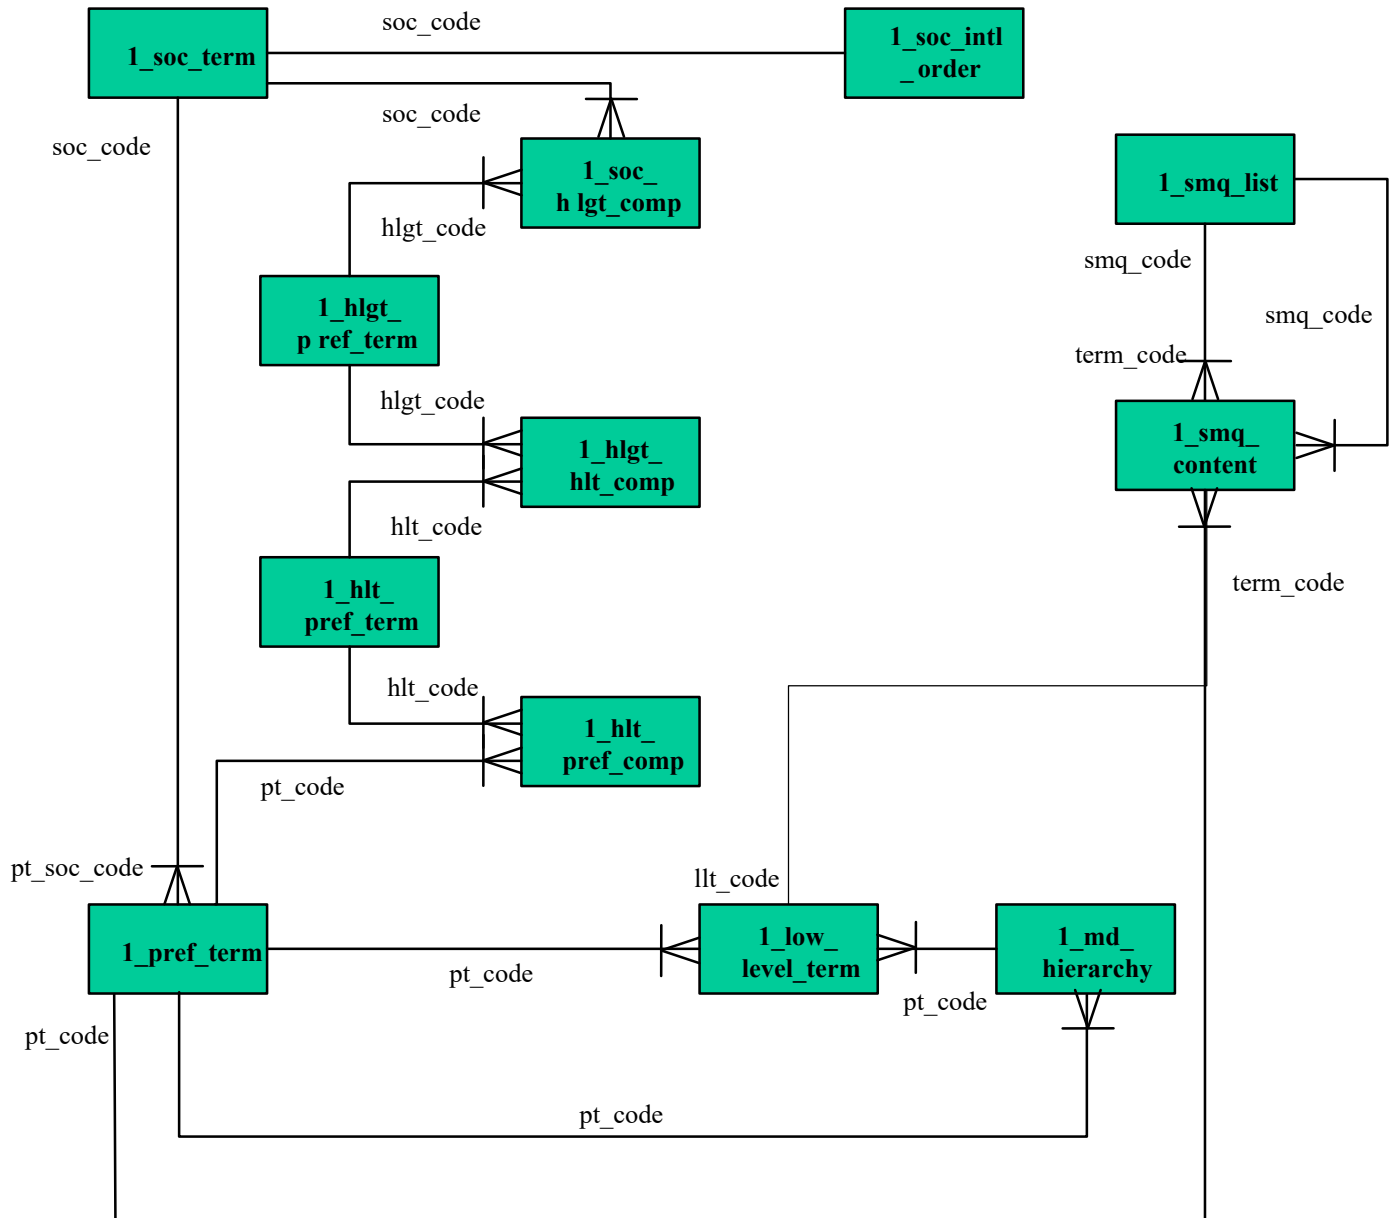 soc_code
1_soc_term
1_soc_intl
_ order
soc_code
soc_code
1_soc_
h lgt_comp
1_smq_list
hlgt_code
smq_code
smq_code
1_hlgt_
p ref_term
term_code
hlgt_code
1_hlgt_
hlt_comp
1_smq_
content
hlt_code
1_hlt_
pref_term
term_code
hlt_code
1_hlt_
pref_comp
pt_code
pt_soc_code
llt_code
1_pref_term
1_low_
level_term
1_md_
hierarchy
pt_code
pt_code
pt_code
pt_code